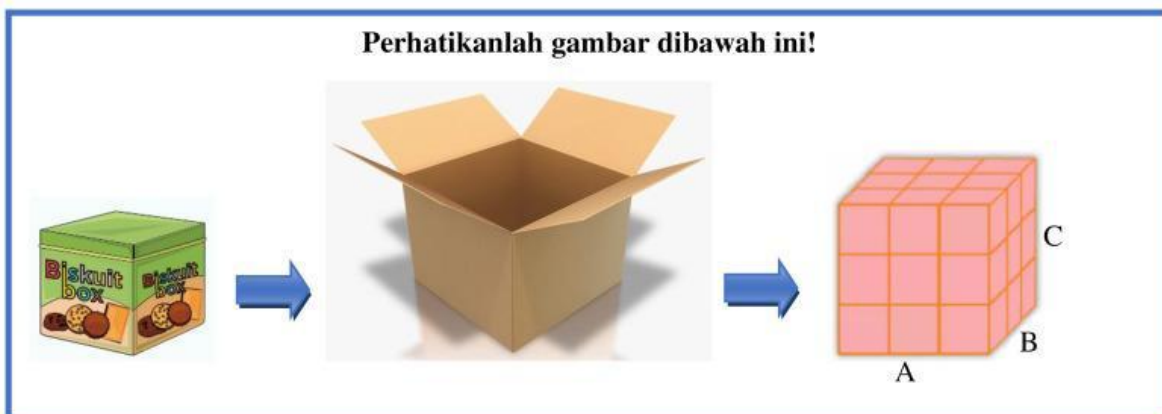 Perhatikanlah gambar dibawah ini!
Biskuit
box
Biskuit
box
C
B
A